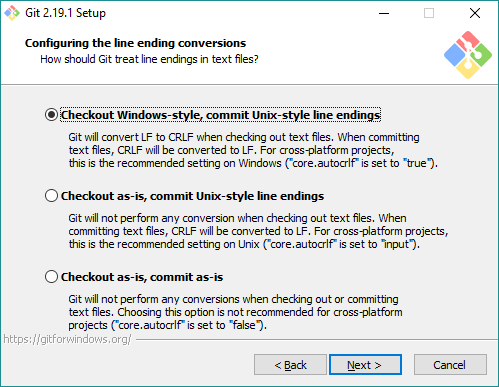 Git 2.19.1 Setup
Configuring the line ending conversions
How should Git treat line endings in text files?
Checkout Windows-style, commit Unix-style line endings
Git will convert LF to CRLF when checking out text files. When committing
text files, CRLF will be converted to LF. For cross-platform projects,
this is the recommended setting on Windows ("core.autocrlf" is set to "true").
Checkout as-is, commit Unix-style line endings
Git will not perform any conversion when checking out text files. When
committing text files, CRLF will be converted to LF. For cross-platform projects,
this is the recommended setting on Unix ("core.autocrlf" is set to "input").
Checkout as-is, commit as-is
Git will not perform any conversions when checking out or committing
text files. Choosing this option is not recommended for cross-platform
projects ("core.autocrlf" is set to "false").
https://gitforwindows.org/
< Back
Next >
Cancel